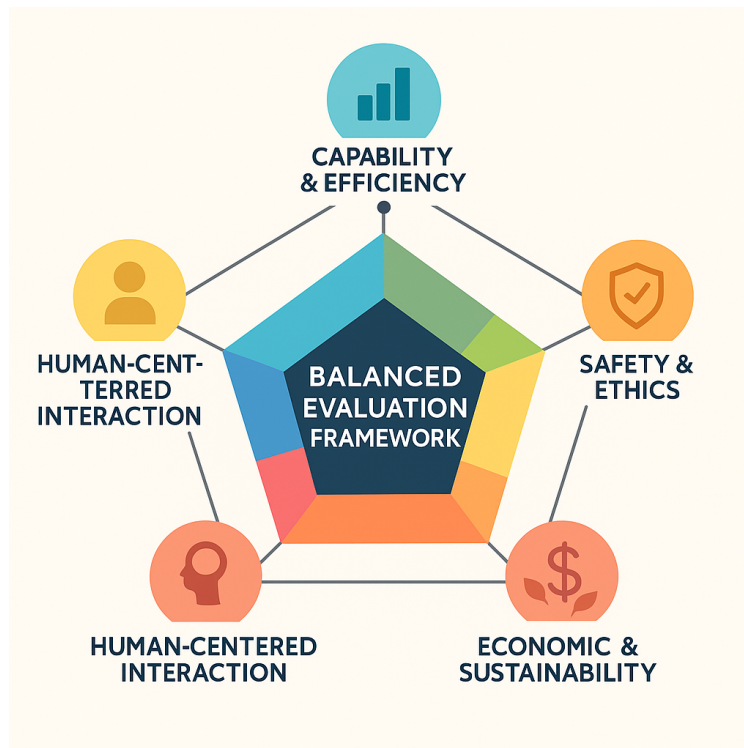 CAPABILITY
& EFFICIENCY
HUMAN-CENT-
TERRED
INTERACTION
SAFETY &
ETHICS
BALANCED
EVALUATION
FRAMEWORK
HUMAN-CENTERED
INTERACTION
ECONOMIC &
SUSTAINABILITY